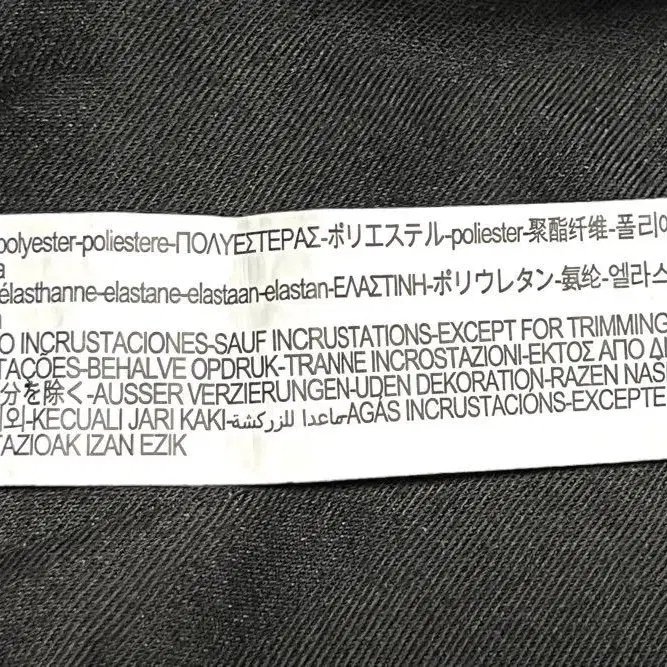 polyester-poliestere-ΠΟΛΥΕΣΤΕΡΑΣ-ポリエステル-poliester-聚酯纤维-폴리에
a
élasthanne-elastane-elastaan-elastan-ΕΛΑΣΤΙΝΗ-ポリウレタン-氨纶-엘라스
O INCRUSTACIONES-SAUF INCRUSTATIONS-EXCEPT FOR TRIMMING
TAÇÕES-BEHALVE OPDRUK-TRANNE INCROSTAZIONI-ΕΚΤΟΣ ΑΠΟ ΔΙ
分を除く-AUSSER VERZIERUNGEN-UDEN DEKORATION-RAZEN NASI
외-KECUALI JARI KAKI-ماعدا للزركشة-AGÁS INCRUSTACIÓNS-EXCEPTE
TAZIOAK IZAN EZIK